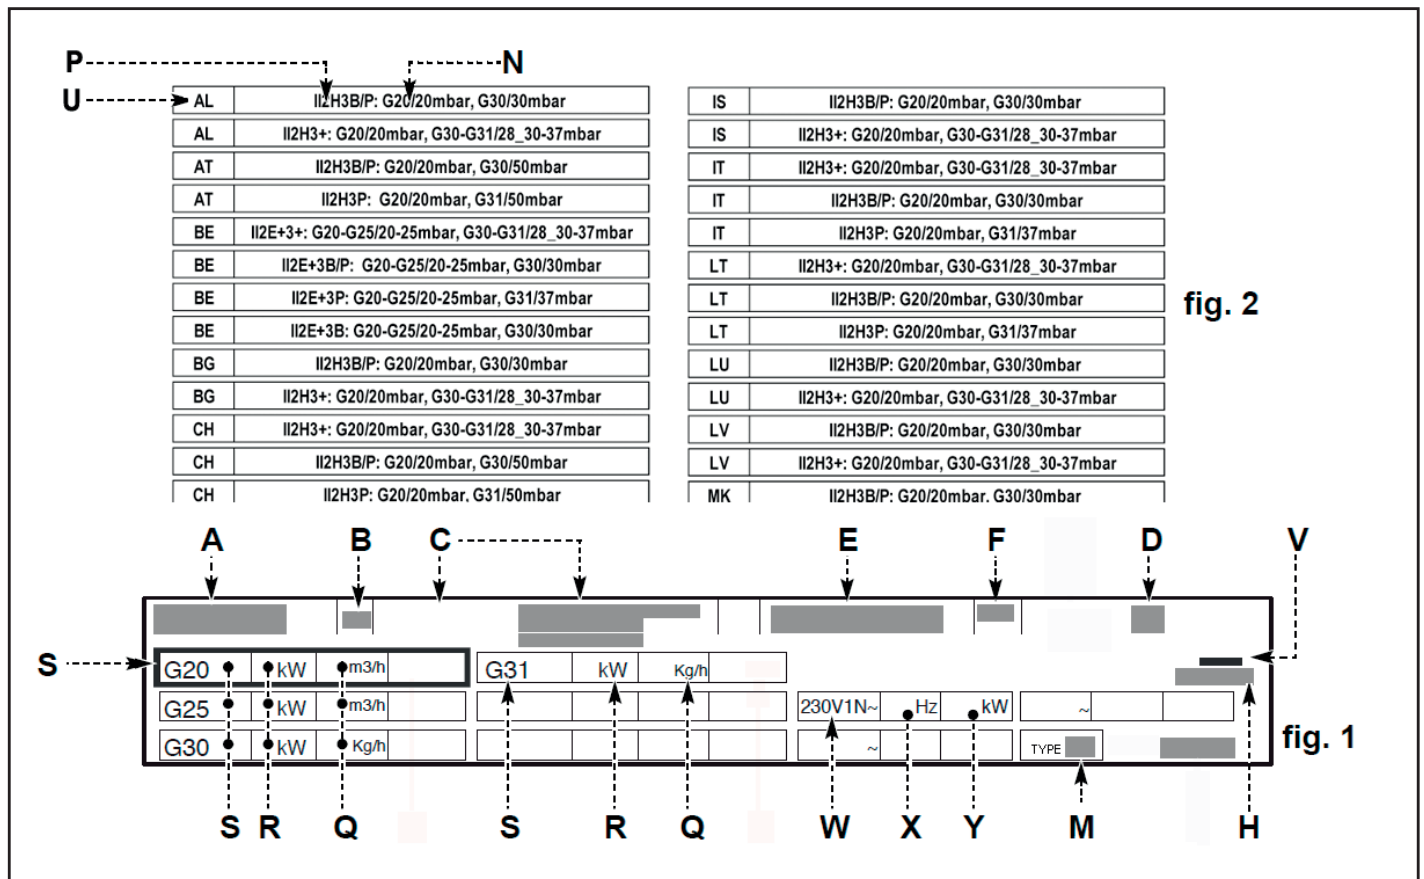 P N
U
AL II2H3B/P: G20/20mbar, G30/30mbar
AL II2H3+: G20/20mbar, G30-G31/28_30-37mbar
AT II2H3B/P: G20/20mbar, G30/50mbar
AT II2H3P: G20/20mbar, G31/50mbar
BE II2E+3+: G20-G25/20-25mbar, G30-G31/28_30-37mbar
BE II2E+3B/P: G20-G25/20-25mbar, G30/30mbar
BE II2E+3P: G20-G25/20-25mbar, G31/37mbar
BE II2E+3B: G20-G25/20-25mbar, G30/30mbar
BG II2H3B/P: G20/20mbar, G30/30mbar
BG II2H3+: G20/20mbar, G30-G31/28_30-37mbar
CH II2H3+: G20/20mbar, G30-G31/28_30-37mbar
CH II2H3B/P: G20/20mbar, G30/50mbar
CH II2H3P: G20/20mbar, G31/50mbar
IS II2H3B/P: G20/20mbar, G30/30mbar
IS II2H3+: G20/20mbar, G30-G31/28_30-37mbar
IT II2H3+: G20/20mbar, G30-G31/28_30-37mbar
IT II2H3B/P: G20/20mbar, G30/30mbar
IT II2H3P: G20/20mbar, G31/37mbar
LT II2H3+: G20/20mbar, G30-G31/28_30-37mbar
LT II2H3B/P: G20/20mbar, G30/30mbar
LT II2H3P: G20/20mbar, G31/37mbar
LU II2H3B/P: G20/20mbar, G30/30mbar
LU II2H3+: G20/20mbar, G30-G31/28_30-37mbar
LV II2H3B/P: G20/20mbar, G30/30mbar
LV II2H3+: G20/20mbar, G30-G31/28_30-37mbar
MK II2H3B/P: G20/20mbar, G30/30mbar
fig. 2
A B C E F D V
S G20 kW m3/h G31 kW Kg/h
G25 kW m3/h 230V1N~ Hz kW ~
G30 kW Kg/h ~ TYPE
fig. 1
S R Q S R Q W X Y M H